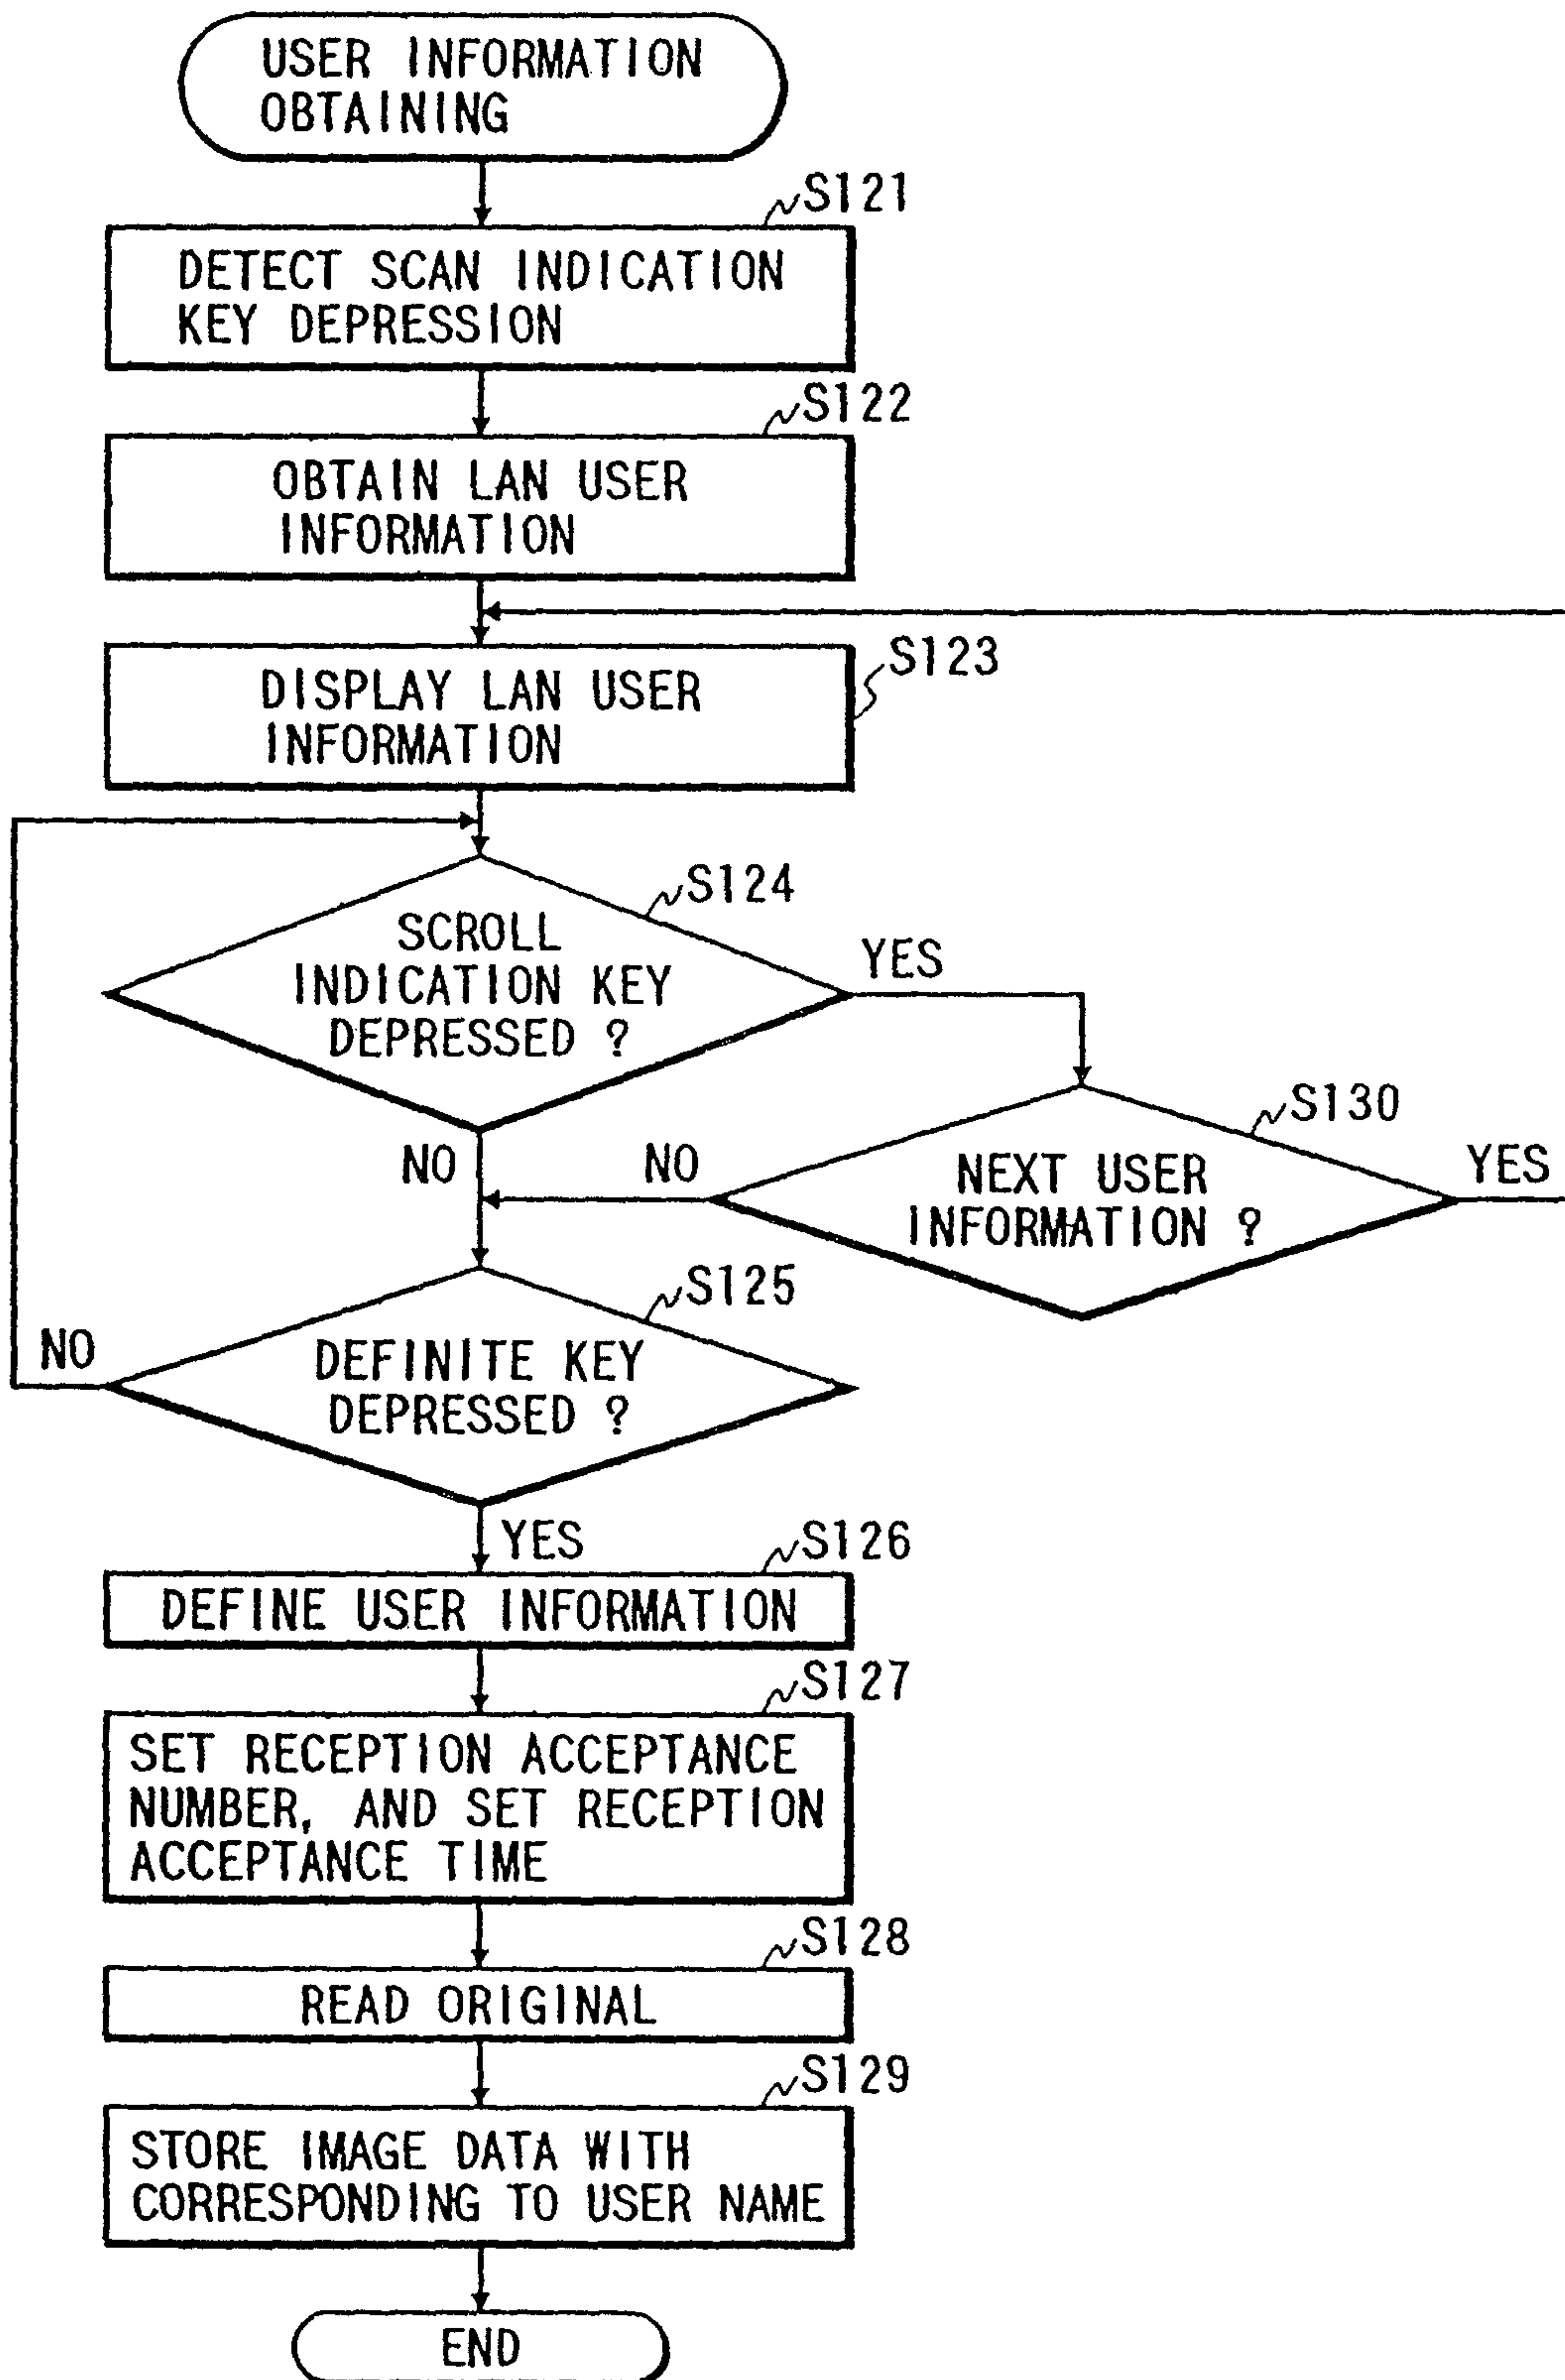 USER INFORMATION
OBTAINING
S121
DETECT SCAN INDICATION
KEY DEPRESSION
S122
OBTAIN LAN USER
INFORMATION
S123
DISPLAY LAN USER
INFORMATION
S124
SCROLL
INDICATION KEY
DEPRESSED ?
YES
S130
NO
NO
NEXT USER
INFORMATION ?
YES
S125
NO
DEFINITE KEY
DEPRESSED ?
YES
S126
DEFINE USER INFORMATION
S127
SET RECEPTION ACCEPTANCE
NUMBER, AND SET RECEPTION
ACCEPTANCE TIME
S128
READ ORIGINAL
S129
STORE IMAGE DATA WITH
CORRESPONDING TO USER NAME
END